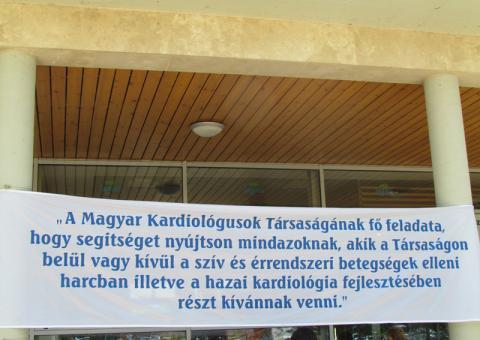 „A Magyar Kardiológusok Társaságának fő feladata,
hogy segitséget nyújtson mindazoknak, akik a Társaságon
belül vagy kívül a szív és érrendszeri betegségek elleni
harcban illetve a hazai kardiológia fejlesztésében
részt kívánnak venni."